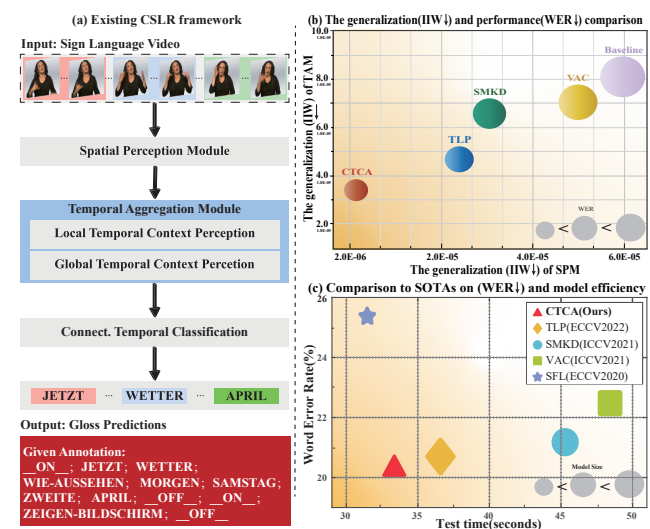 (a) Existing CSLR framework
Input: Sign Language Video
... ... ... ... ...
Spatial Perception Module
Temporal Aggregation Module
Local Temporal Context Perception
Global Temporal Context Percetion
Connect. Temporal Classification
JETZT ... WETTER ... APRIL
Output: Gloss Predictions
Given Annotation:
__ON__; JETZT; WETTER;
WIE-AUSSEHEN; MORGEN; SAMSTAG;
ZWEITE; APRIL; __OFF__; __ON__;
ZEIGEN-BILDSCHIRM; __OFF__
(b) The generalization(IIW↓) and performance(WER↓) comparison
The generalization (IIW↓) of TAM
10.0
8.0
6.0
4.0
2.0
Baseline
VAC
SMKD
TLP
CTCA
WER
< <
2.0E-06 2.0E-05 4.0E-05 6.0E-05
The generalization (IIW↓) of SPM
(c) Comparison to SOTAs on (WER↓) and model efficiency
Word Error Rate(%)
26
24
22
20
CTCA(Ours)
TLP(ECCV2022)
SMKD(ICCV2021)
VAC(ICCV2021)
SFL(ECCV2020)
Model Size
< <
30 35 40 45 50
Test time(seconds)